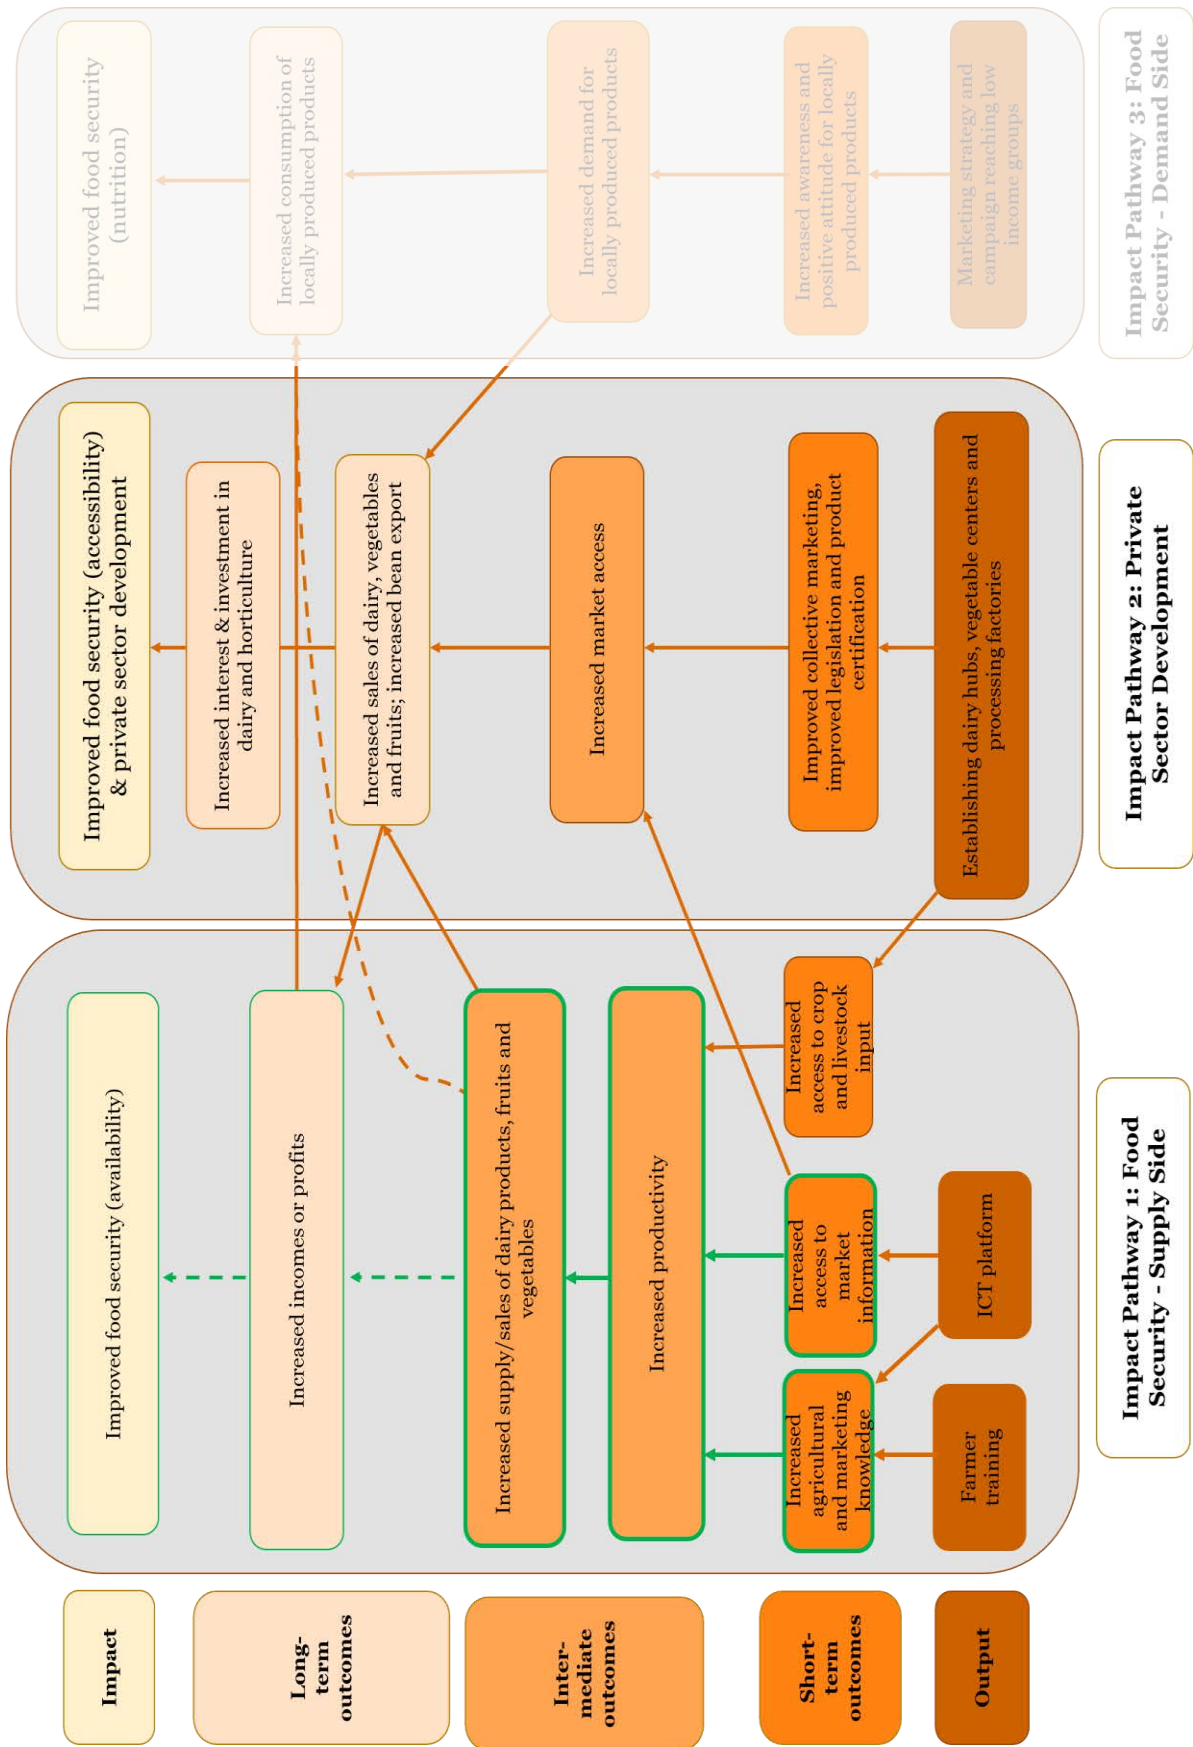 Impact
Improved food security (availability)
Improved food security (accessibility)
& private sector development
Improved food security
(nutrition)
Long-
term
outcomes
Increased incomes or profits
Increased interest & investment in
dairy and horticulture
Increased sales of dairy, vegetables
and fruits; increased bean export
Increased consumption of
locally produced products
Inter-
mediate
outcomes
Increased supply/sales of dairy products, fruits and
vegetables
Increased productivity
Increased market access
Increased demand for
locally produced products
Short-
term
outcomes
Increased
agricultural
and marketing
knowledge
Increased
access to
market
information
Increased
access to crop
and livestock
input
Improved collective marketing,
improved legislation and product
certification
Increased awareness and
positive attitude for locally
produced products
Output
Farmer
training
ICT platform
Establishing dairy hubs, vegetable centers and
processing factories
Marketing strategy and
campaign reaching low
income groups
Impact Pathway 1: Food
Security - Supply Side
Impact Pathway 2: Private
Sector Development
Impact Pathway 3: Food
Security - Demand Side